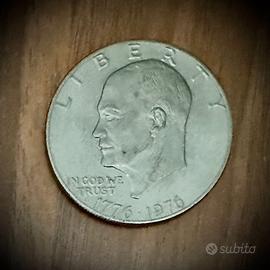 LIBERTY
IN GOD WE
TRUST
1776·1976
subito